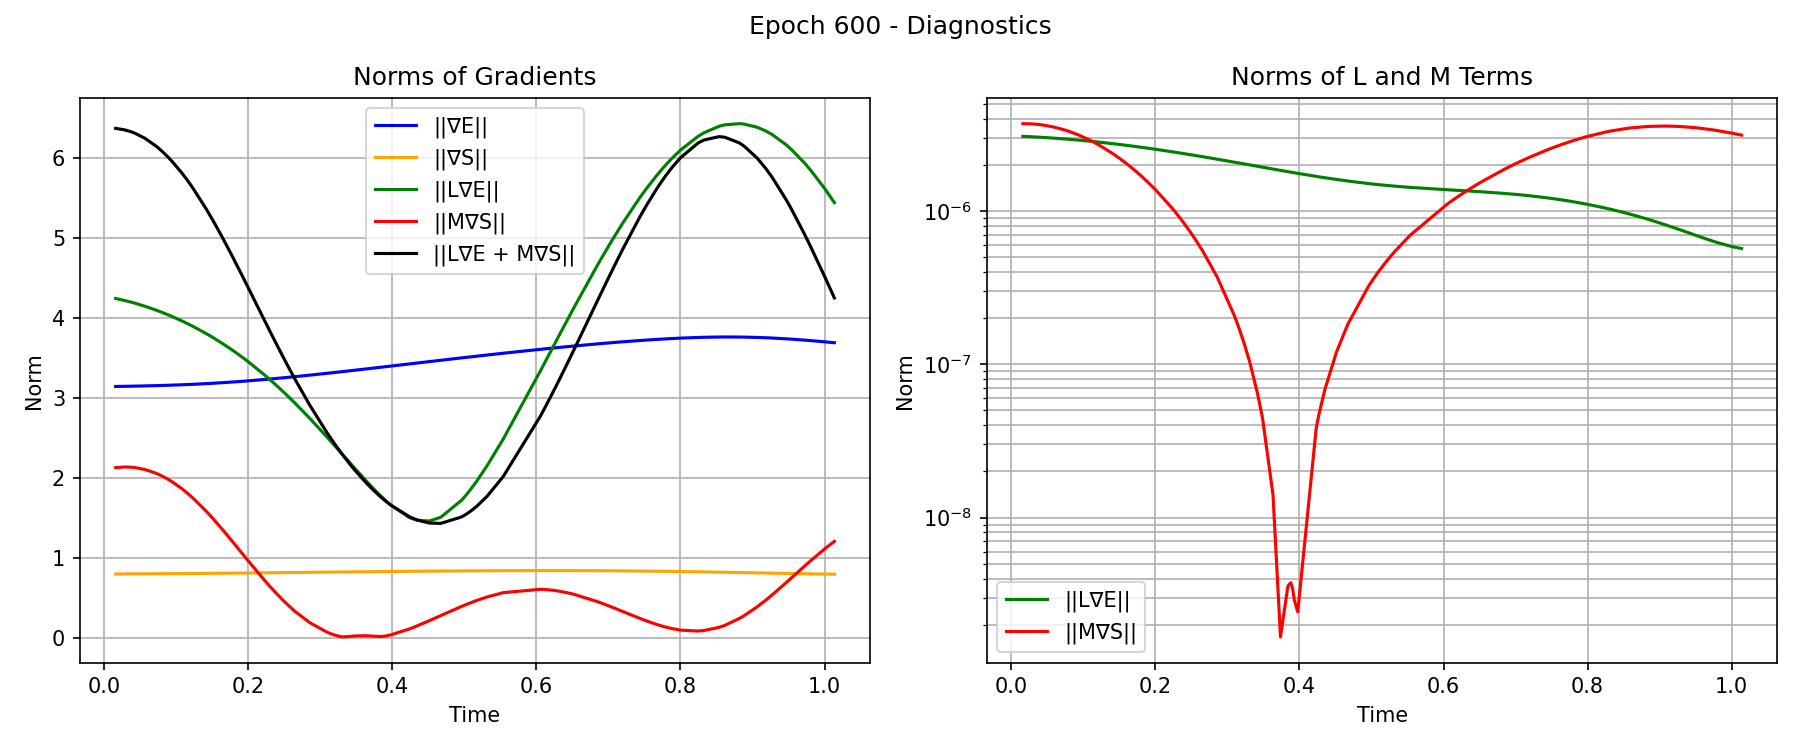 Epoch 600 - Diagnostics
Norms of Gradients
Norm
6
5
4
3
2
1
0
||∇E||
||∇S||
||L∇E||
||M∇S||
||L∇E + M∇S||
0.0 0.2 0.4 0.6 0.8 1.0
Time
Norms of L and M Terms
Norm
10⁻⁶
10⁻⁷
10⁻⁸
||L∇E||
||M∇S||
0.0 0.2 0.4 0.6 0.8 1.0
Time